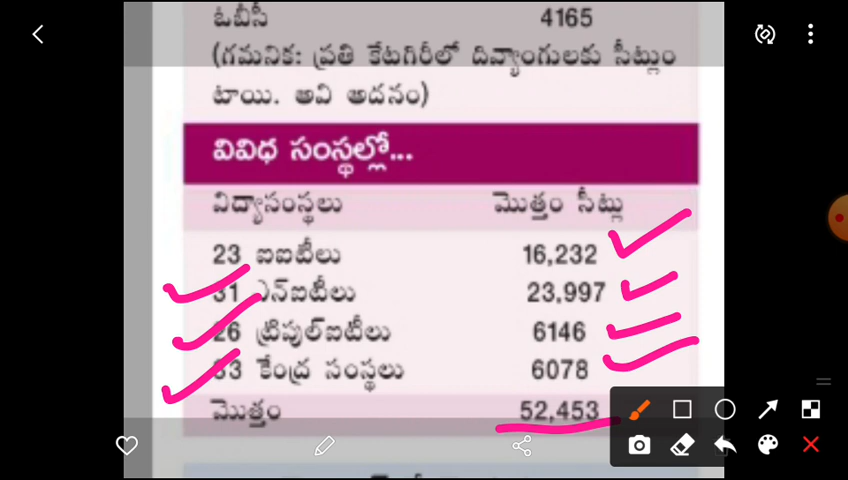 ఓబీసీ 4165
(గమనిక: ప్రతి కేటగిరీలో దివ్యాంగులకు సీట్లుం
టాయి. అవి అదనం)
వివిధ సంస్థల్లో...
విద్యాసంస్థలు మొత్తం సీట్లు
23 ఐఐటీలు 16,232
31 ఎన్ఐటీలు 23,997
26 ట్రిపుల్ఐటీలు 6146
33 కేంద్ర సంస్థలు 6078
మొత్తం 52,453